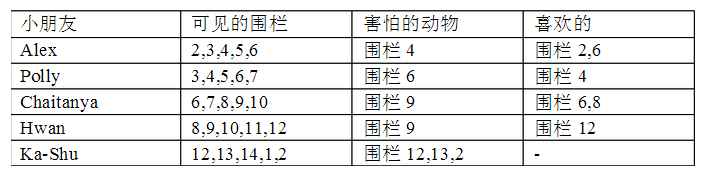 小朋友 可见的围栏 害怕的动物 喜欢的
Alex 2,3,4,5,6 围栏 4 围栏 2,6
Polly 3,4,5,6,7 围栏 6 围栏 4
Chaitanya 6,7,8,9,10 围栏 9 围栏 6,8
Hwan 8,9,10,11,12 围栏 9 围栏 12
Ka-Shu 12,13,14,1,2 围栏 12,13,2 -